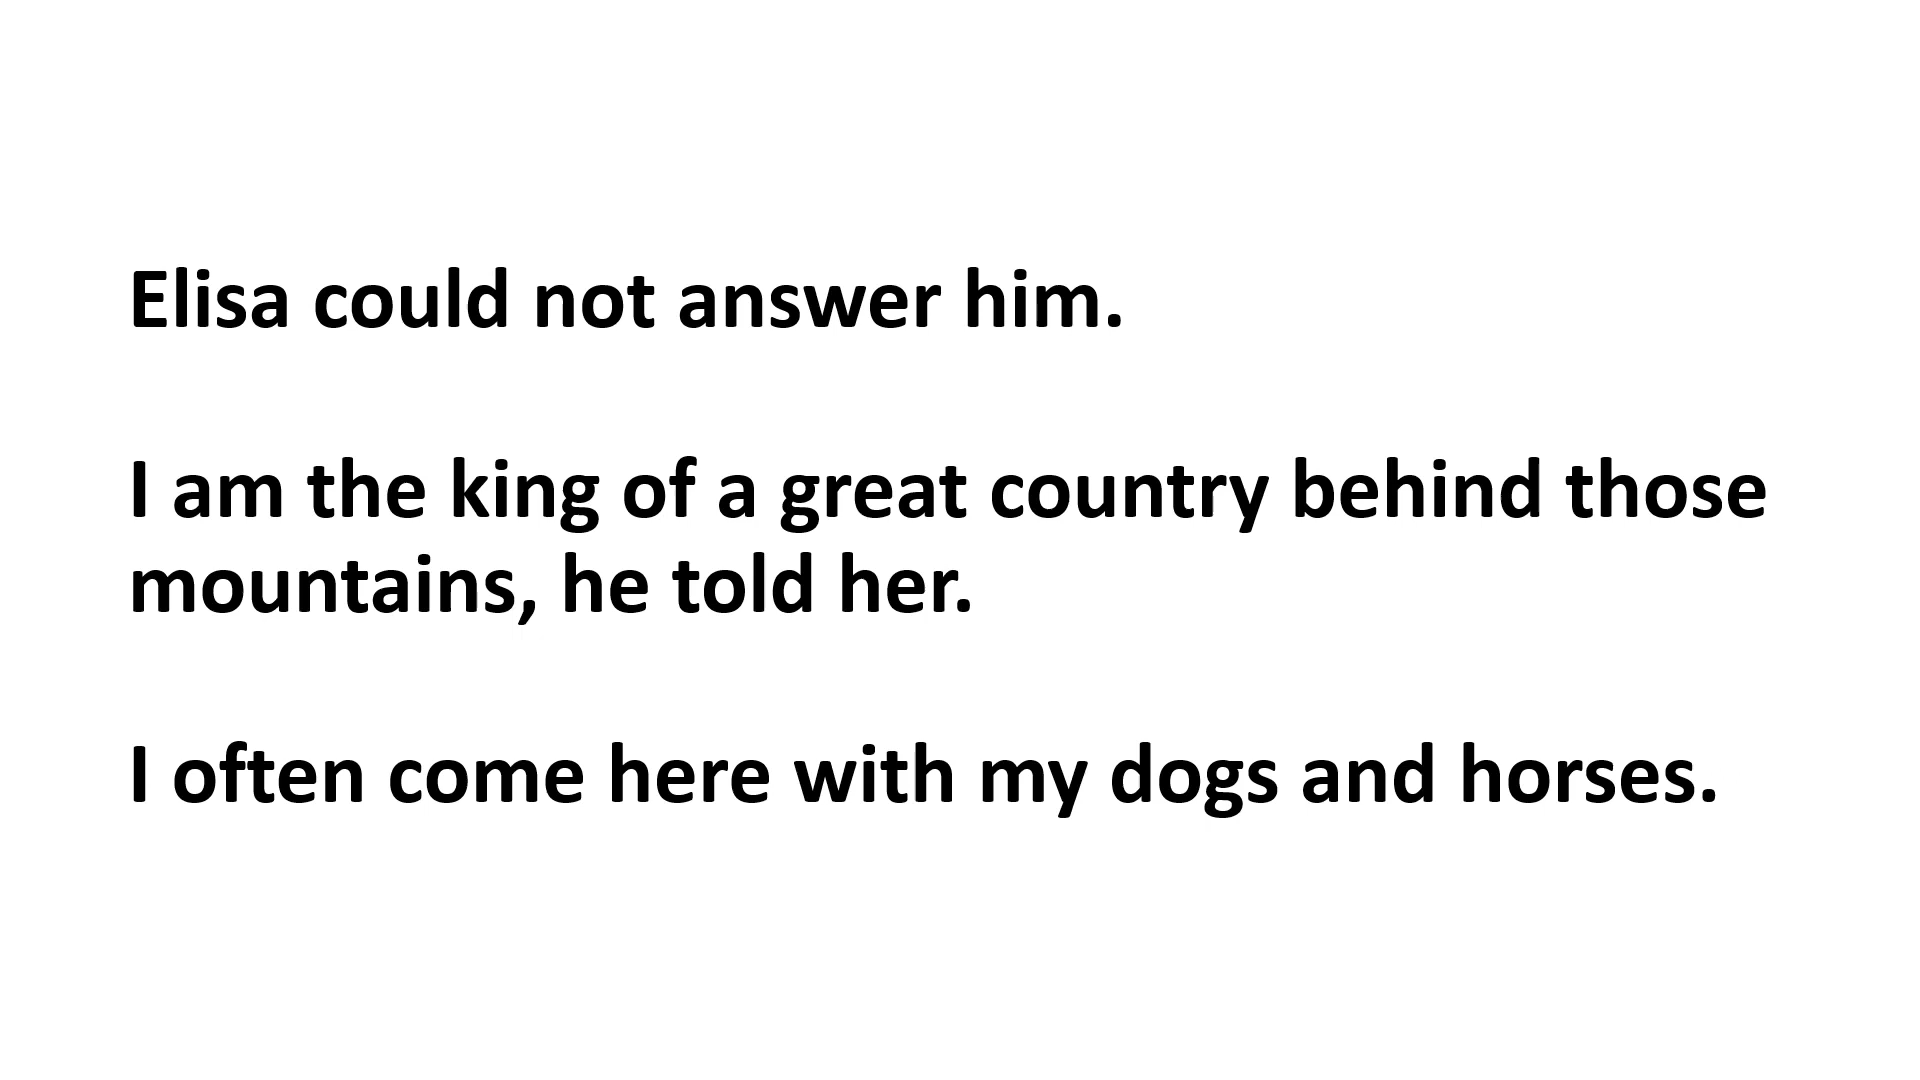 Elisa could not answer him.
I am the king of a great country behind those
mountains, he told her.
I often come here with my dogs and horses.